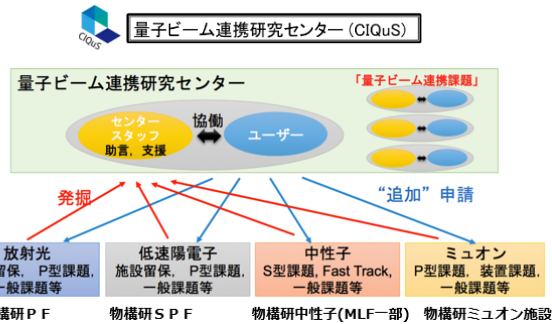 CIQuS
量子ビーム連携研究センター（CIQuS）
量子ビーム連携研究センター
「量子ビーム連携課題」
センター
スタッフ
助言，支援
協働
ユーザー
発掘
“追加”申請
放射光
留保，P型課題，
一般課題等
低速陽電子
施設留保，P型課題，
一般課題等
中性子
S型課題, Fast Track,
一般課題等
ミュオン
P型課題，装置課題，
一般課題等
構研ＰＦ
物構研ＳＰＦ
物構研中性子(MLF一部)
物構研ミュオン施設